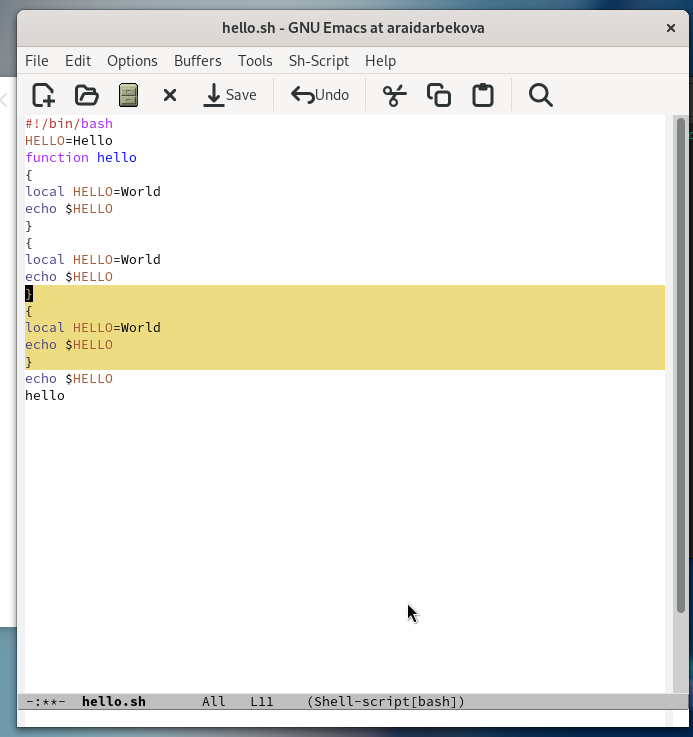 hello.sh - GNU Emacs at araidarbekova
File Edit Options Buffers Tools Sh-Script Help
Save Undo
#!/bin/bash
HELLO=Hello
function hello
{
local HELLO=World
echo $HELLO
}
{
local HELLO=World
echo $HELLO
}
{
local HELLO=World
echo $HELLO
}
echo $HELLO
hello
-:**- hello.sh All L11 (Shell-script[bash])